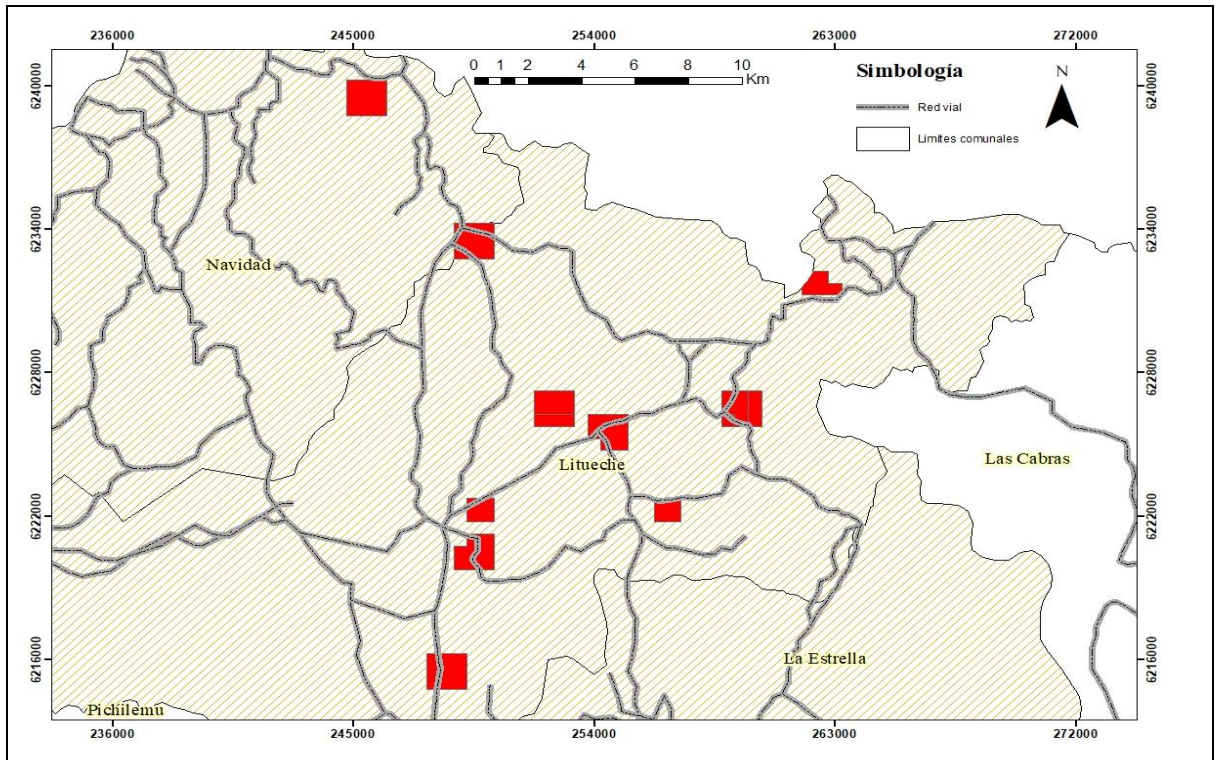 236000 245000 254000 263000 272000
0 1 2 4 6 8 10
Km
Simbología
N
Red vial
Limites comunales
6240000 6240000
6234000 6234000
Navidad
6228000 6228000
Litueche
Las Cabras
6222000 6222000
La Estrella
6216000 6216000
Pichilemu
236000 245000 254000 263000 272000